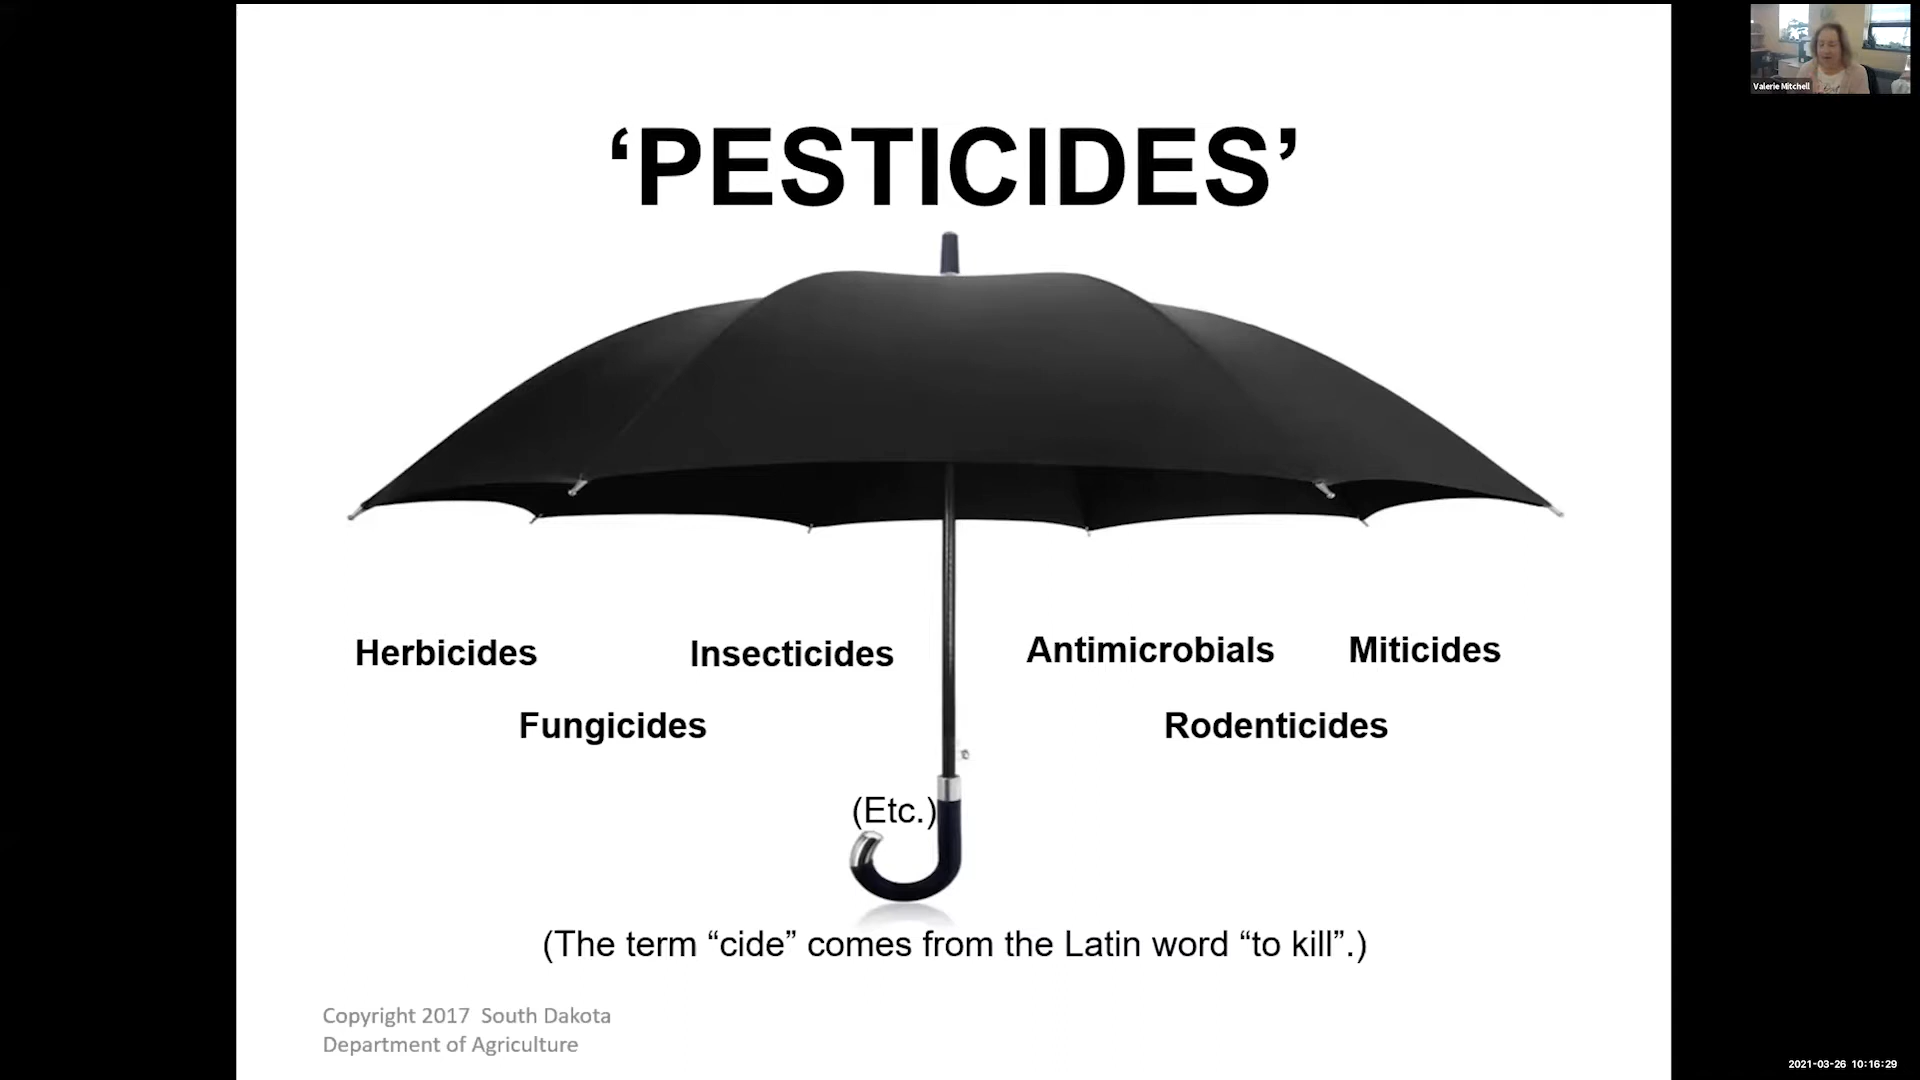 Valerie Mitchell
‘PESTICIDES’
Herbicides Insecticides Antimicrobials Miticides
Fungicides Rodenticides
(Etc.)
(The term “cide” comes from the Latin word “to kill”.)
Copyright 2017 South Dakota
Department of Agriculture
2021-03-26 10:16:29